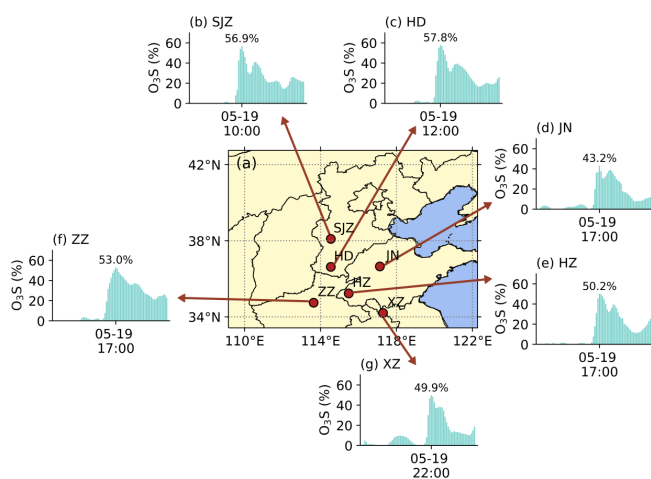 (b) SJZ
56.9%
O₃S (%)
60
40
20
0
05-19
10:00
(c) HD
57.8%
O₃S (%)
60
40
20
0
05-19
12:00
(d) JN
43.2%
O₃S (%)
60
40
20
0
05-19
17:00
(a)
42°N
38°N
34°N
110°E
114°E
118°E
122°E
SJZ
HD
JN
HZ
ZZ
XZ
(f) ZZ
53.0%
O₃S (%)
60
40
20
0
05-19
17:00
(e) HZ
50.2%
O₃S (%)
60
40
20
0
05-19
17:00
(g) XZ
49.9%
O₃S (%)
60
40
20
0
05-19
22:00